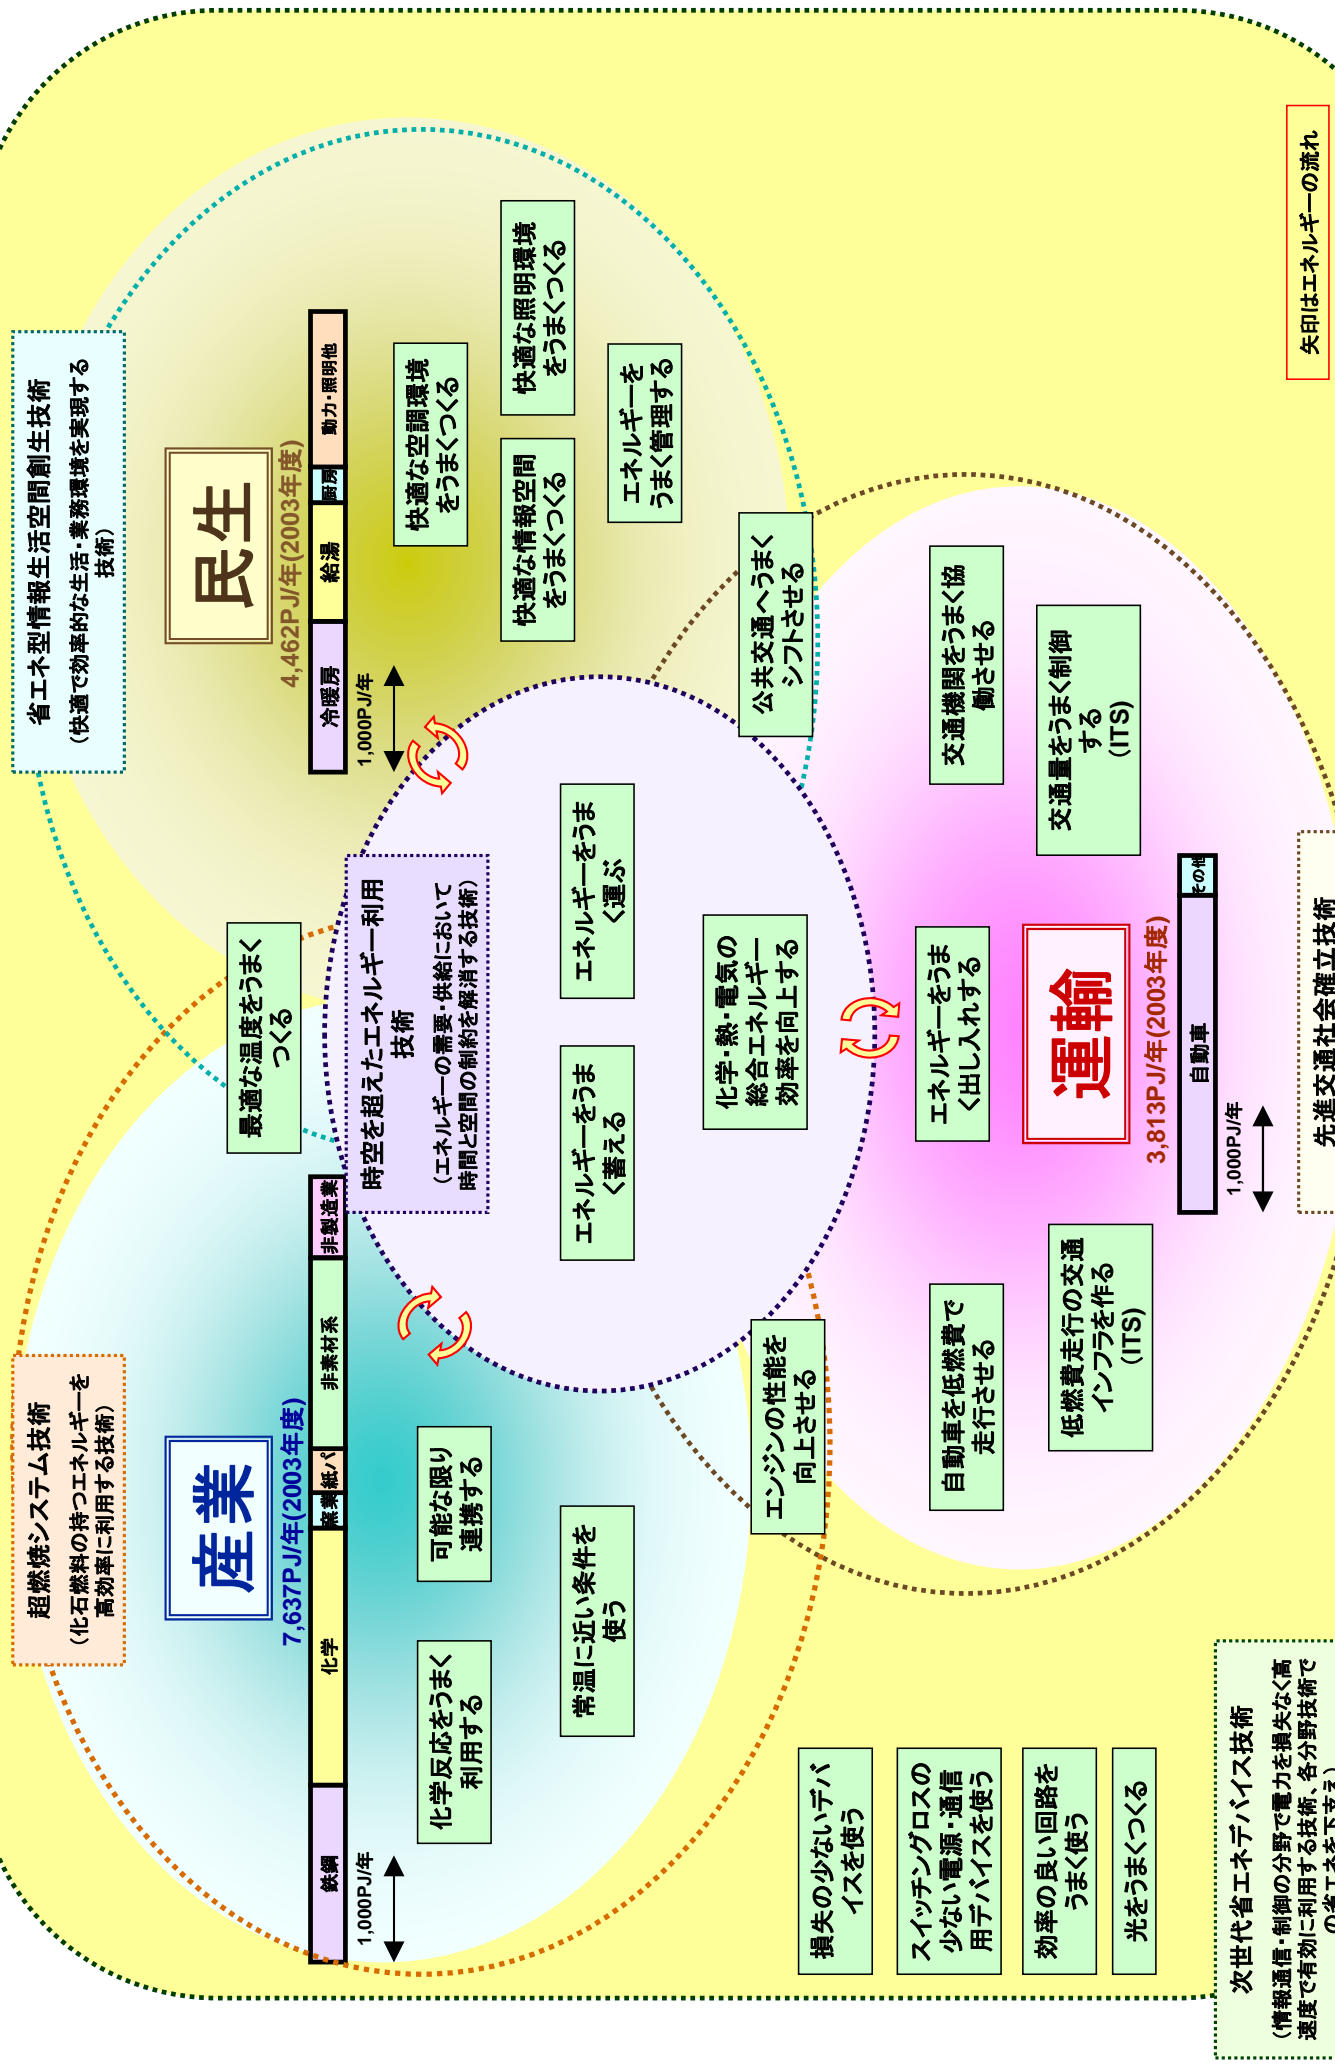 超燃焼システム技術
（化石燃料の持つエネルギーを
高効率に利用する技術）
省エネ型情報生活空間創生技術
（快適で効率的な生活・業務環境を実現する
技術）
産業
7,637PJ/年(2003年度)
鉄鋼
化学
窯業
紙パ
非素材系
非製造業
1,000PJ/年
民生
4,462PJ/年(2003年度)
冷暖房
給湯
厨房
動力・照明他
1,000PJ/年
最適な温度をうまく
つくる
時空を超えたエネルギー利用
技術
（エネルギーの需要・供給において
時間と空間の制約を解消する技術）
化学反応をうまく
利用する
可能な限り
連携する
常温に近い条件を
使う
快適な空調環境
をうまくつくる
快適な情報空間
をうまくつくる
快適な照明環境
をうまくつくる
エネルギーを
うまく管理する
エネルギーをうま
く蓄える
エネルギーをうま
く運ぶ
化学・熱・電気の
総合エネルギー
効率を向上する
エンジンの性能を
向上させる
公共交通へうまく
シフトさせる
損失の少ないデバ
イスを使う
スイッチングロスの
少ない電源・通信
用デバイスを使う
効率の良い回路を
うまく使う
光をうまくつくる
自動車を低燃費で
走行させる
エネルギーをうま
く出し入れする
交通機関をうまく協
働させる
低燃費走行の交通
インフラを作る
（ITS）
交通量をうまく制御
する
（ITS）
運輸
3,813PJ/年(2003年度)
自動車
その他
1,000PJ/年
次世代省エネデバイス技術
（情報通信・制御の分野で電力を損失なく高
速度で有効に利用する技術、各分野技術で
の省エネを下支え）
先進交通社会確立技術
矢印はエネルギーの流れ